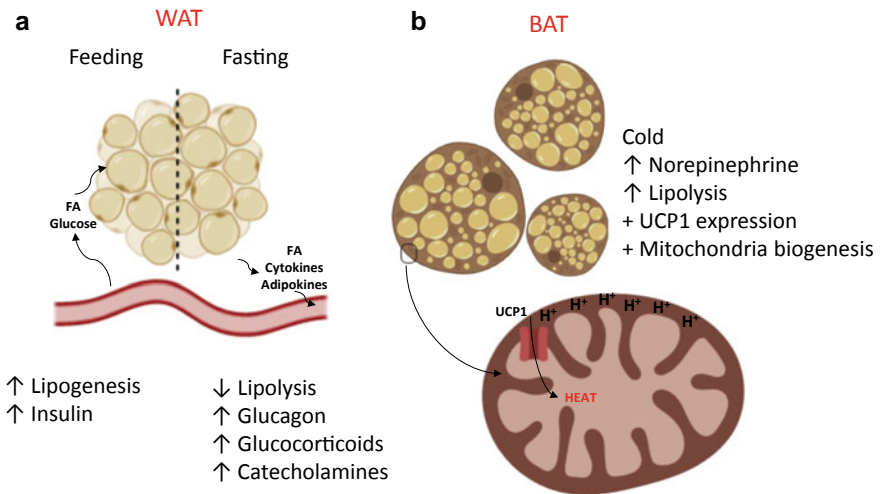 a
WAT
Feeding
Fasting
FA
Glucose
FA
Cytokines
Adipokines
↑ Lipogenesis
↑ Insulin
↓ Lipolysis
↑ Glucagon
↑ Glucocorticoids
↑ Catecholamines
b
BAT
Cold
↑ Norepinephrine
↑ Lipolysis
+ UCP1 expression
+ Mitochondria biogenesis
UCP1
H⁺ H⁺ H⁺ H⁺ H⁺ H⁺
HEAT